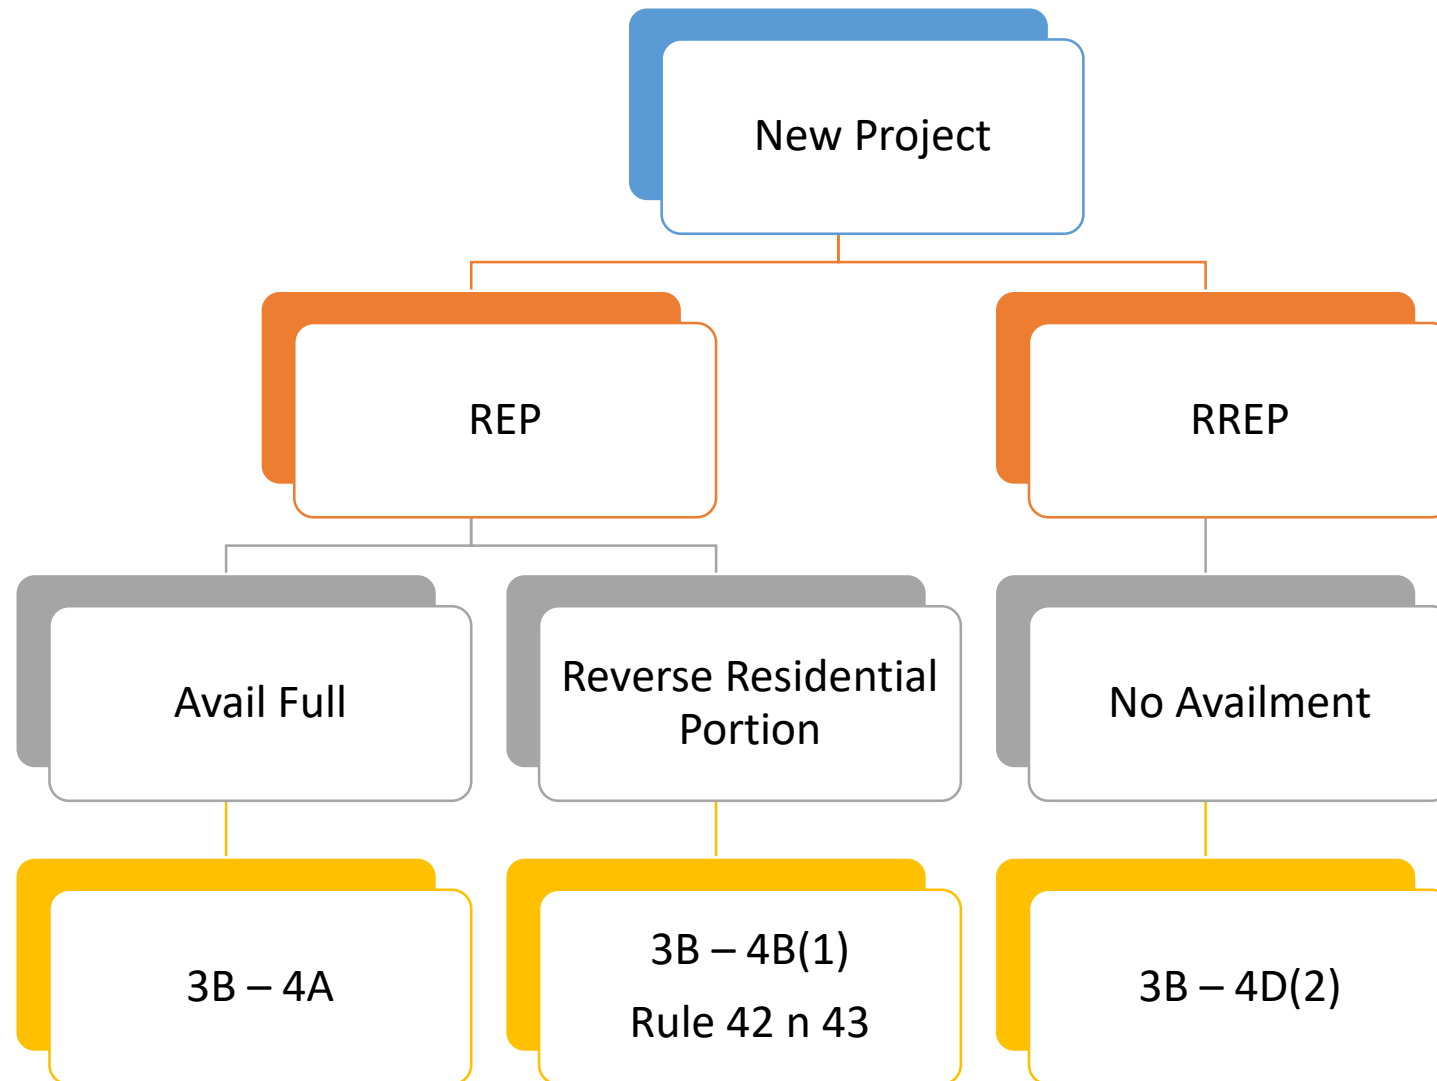 New Project
REP
RREP
Avail Full
Reverse Residential
Portion
No Availment
3B – 4A
3B – 4B(1)
Rule 42 n 43
3B – 4D(2)